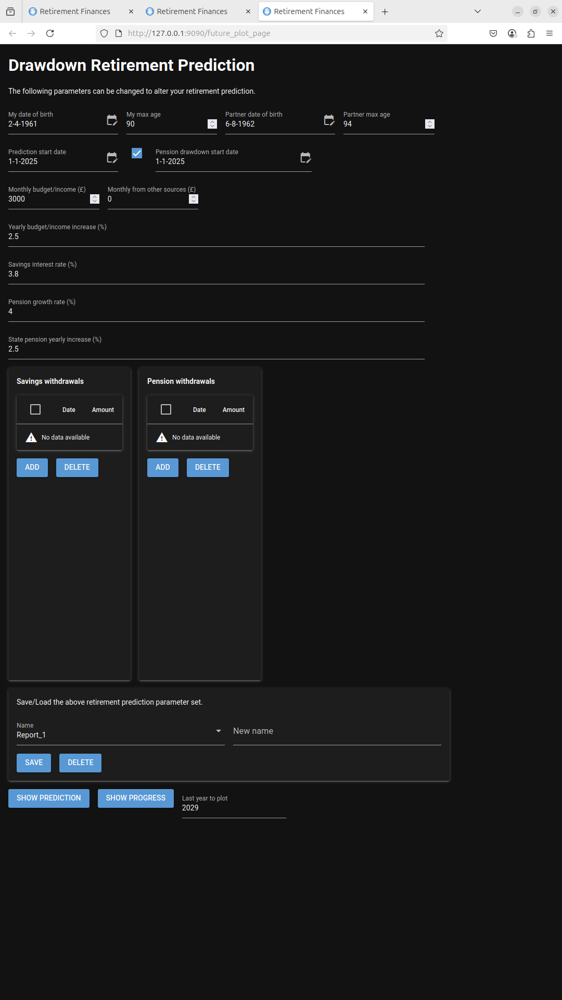 Retirement Finances
Retirement Finances
Retirement Finances
http://127.0.0.1:9090/future_plot_page
Drawdown Retirement Prediction
The following parameters can be changed to alter your retirement prediction.
My date of birth
2-4-1961
My max age
90
Partner date of birth
6-8-1962
Partner max age
94
Prediction start date
1-1-2025
Pension drawdown start date
1-1-2025
Monthly budget/income (£)
3000
Monthly from other sources (£)
0
Yearly budget/income increase (%)
2.5
Savings interest rate (%)
3.8
Pension growth rate (%)
4
State pension yearly increase (%)
2.5
Savings withdrawals
Date Amount
No data available
ADD DELETE
Pension withdrawals
Date Amount
No data available
ADD DELETE
Save/Load the above retirement prediction parameter set.
Name
Report_1
New name
SAVE DELETE
SHOW PREDICTION SHOW PROGRESS
Last year to plot
2029